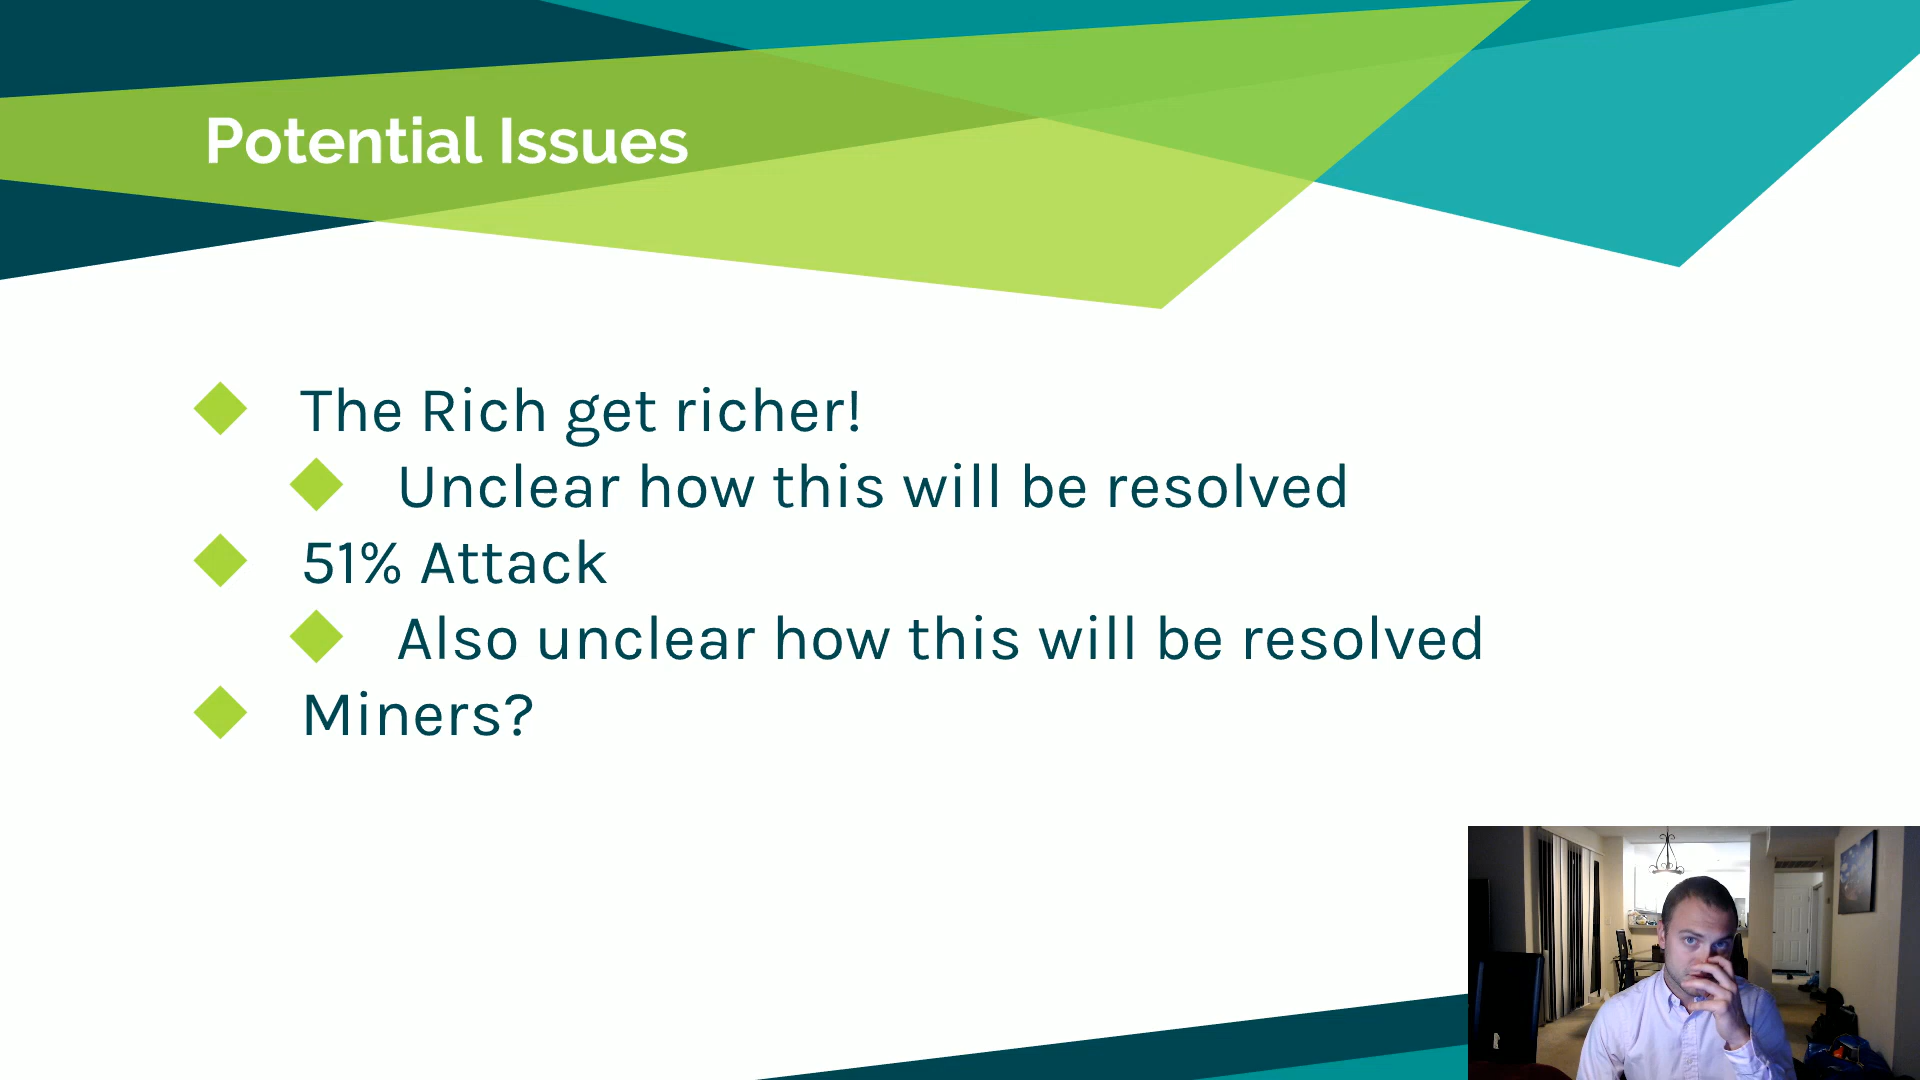 Potential Issues
The Rich get richer!
Unclear how this will be resolved
51% Attack
Also unclear how this will be resolved
Miners?